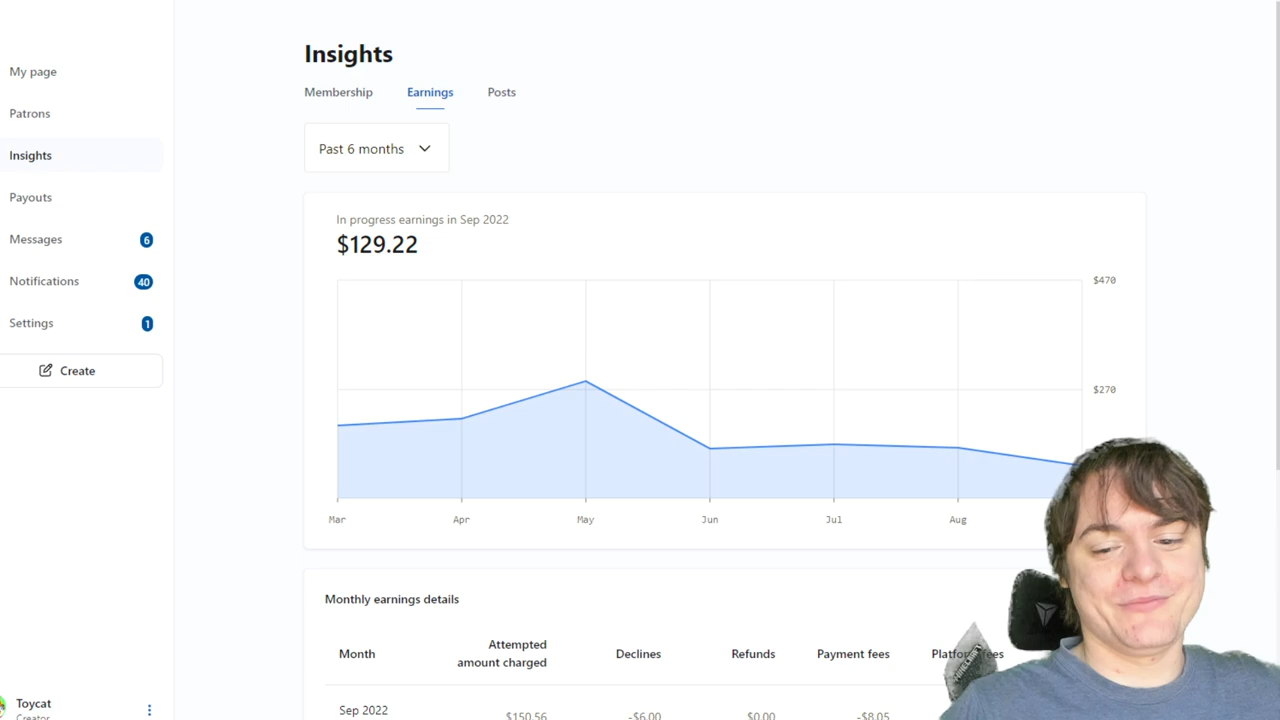 Insights
My page
Membership
Earnings
Posts
Patrons
Past 6 months
Insights
Payouts
In progress earnings in Sep 2022
$129.22
Messages
6
Notifications
40
$470
Settings
1
Create
$270
Mar
Apr
May
Jun
Jul
Aug
Monthly earnings details
Month
Attempted
amount charged
Declines
Refunds
Payment fees
MINECRAFT
Sep 2022
$150.56
-$6.00
$0.00
-$8.05
Toycat
Creator